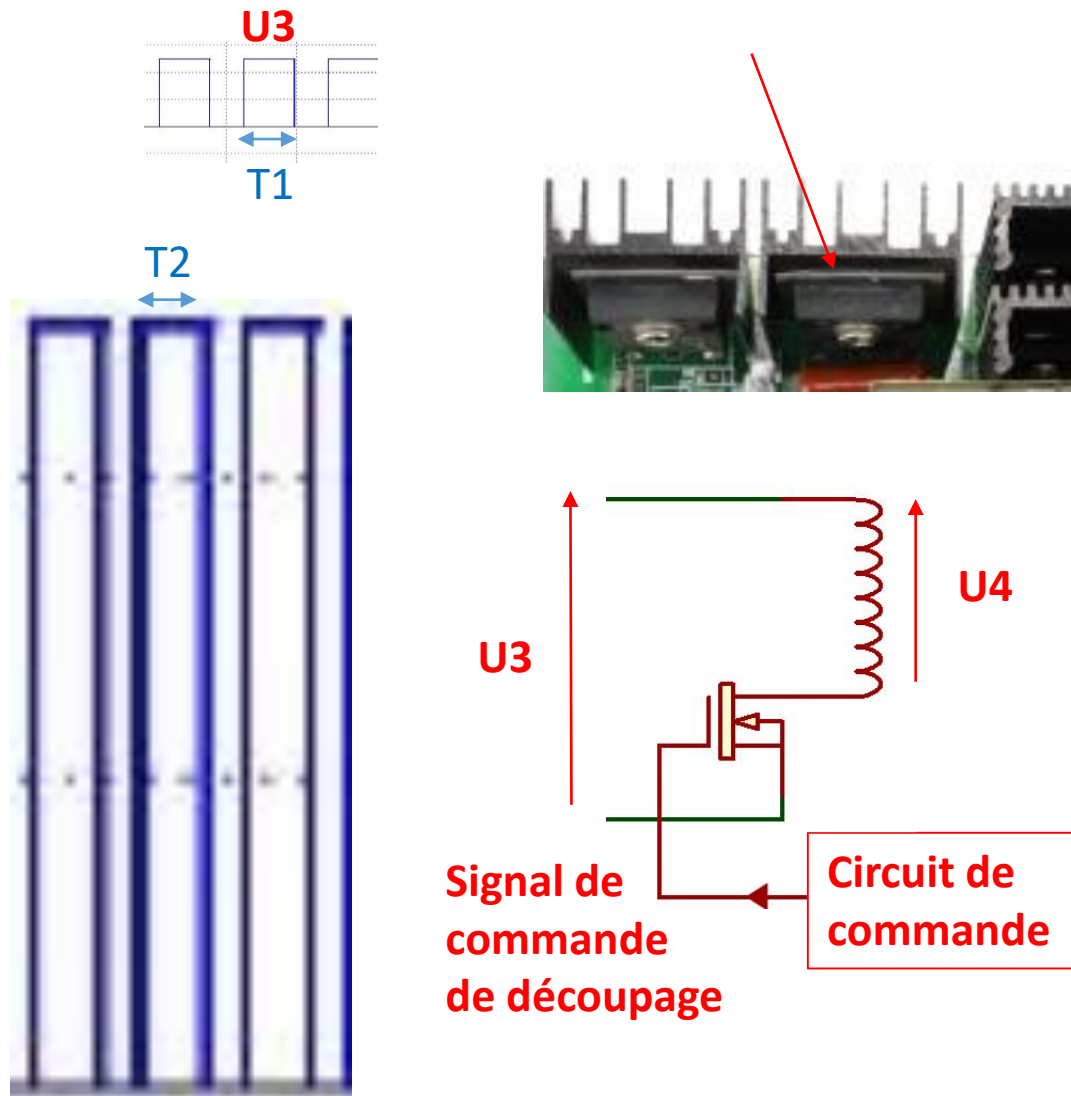 U3
T1
T2
U3
U4
Signal de
commande
de découpage
Circuit de
commande